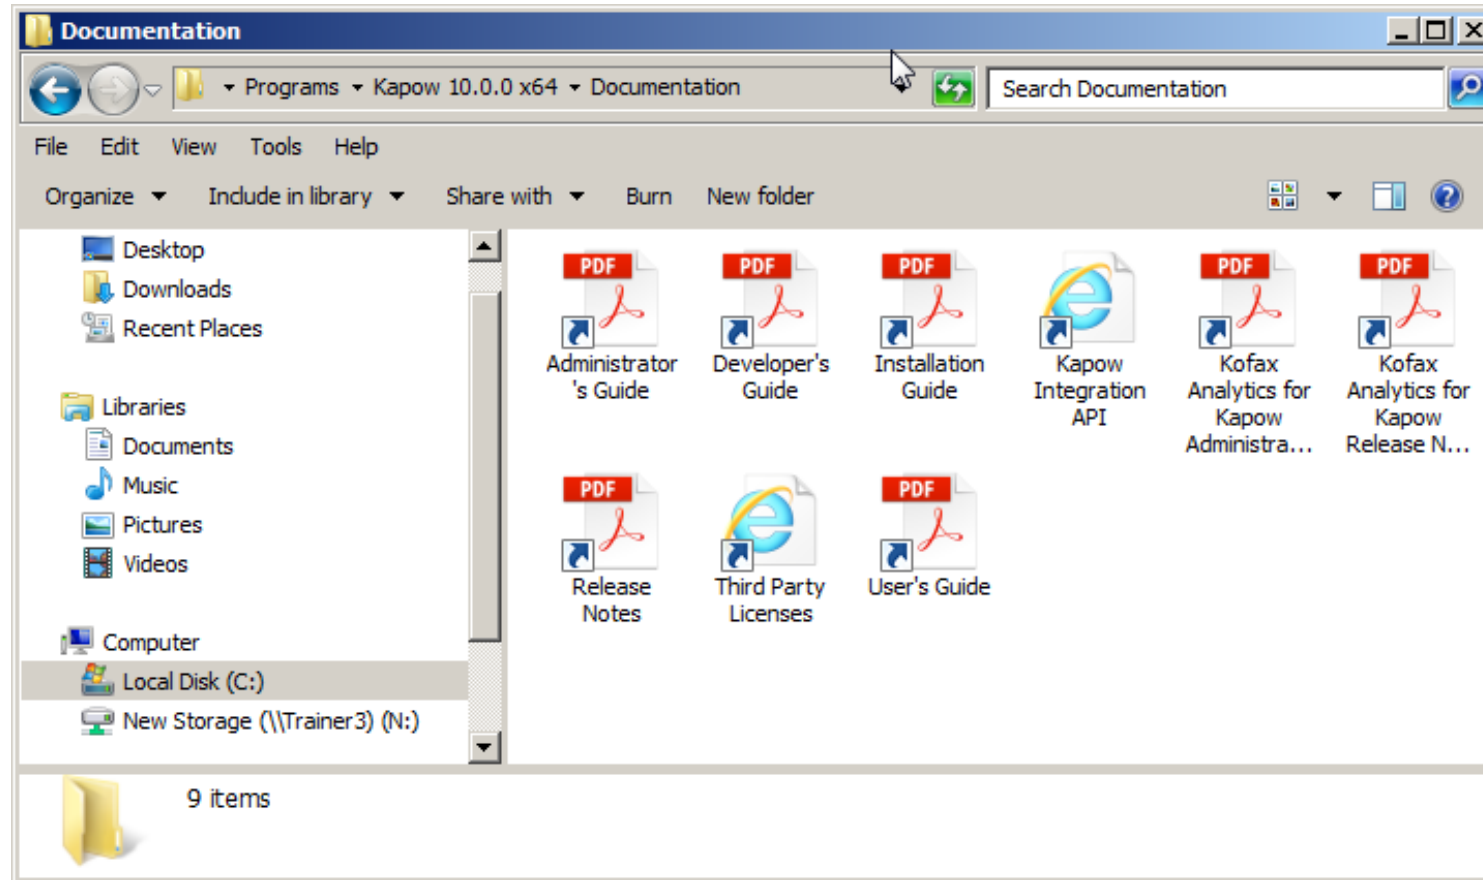 Documentation
Programs Kapow 10.0.0 x64 Documentation
Search Documentation
File Edit View Tools Help
Organize Include in library Share with Burn New folder
Desktop
Downloads
Recent Places
Libraries
Documents
Music
Pictures
Videos
Computer
Local Disk (C:)
New Storage (\\Trainer3) (N:)
PDF
Administrator
's Guide
PDF
Developer's
Guide
PDF
Installation
Guide
Kapow
Integration
API
PDF
Kofax
Analytics for
Kapow
Administra...
PDF
Kofax
Analytics for
Kapow
Release N...
PDF
Release
Notes
Third Party
Licenses
PDF
User's Guide
9 items